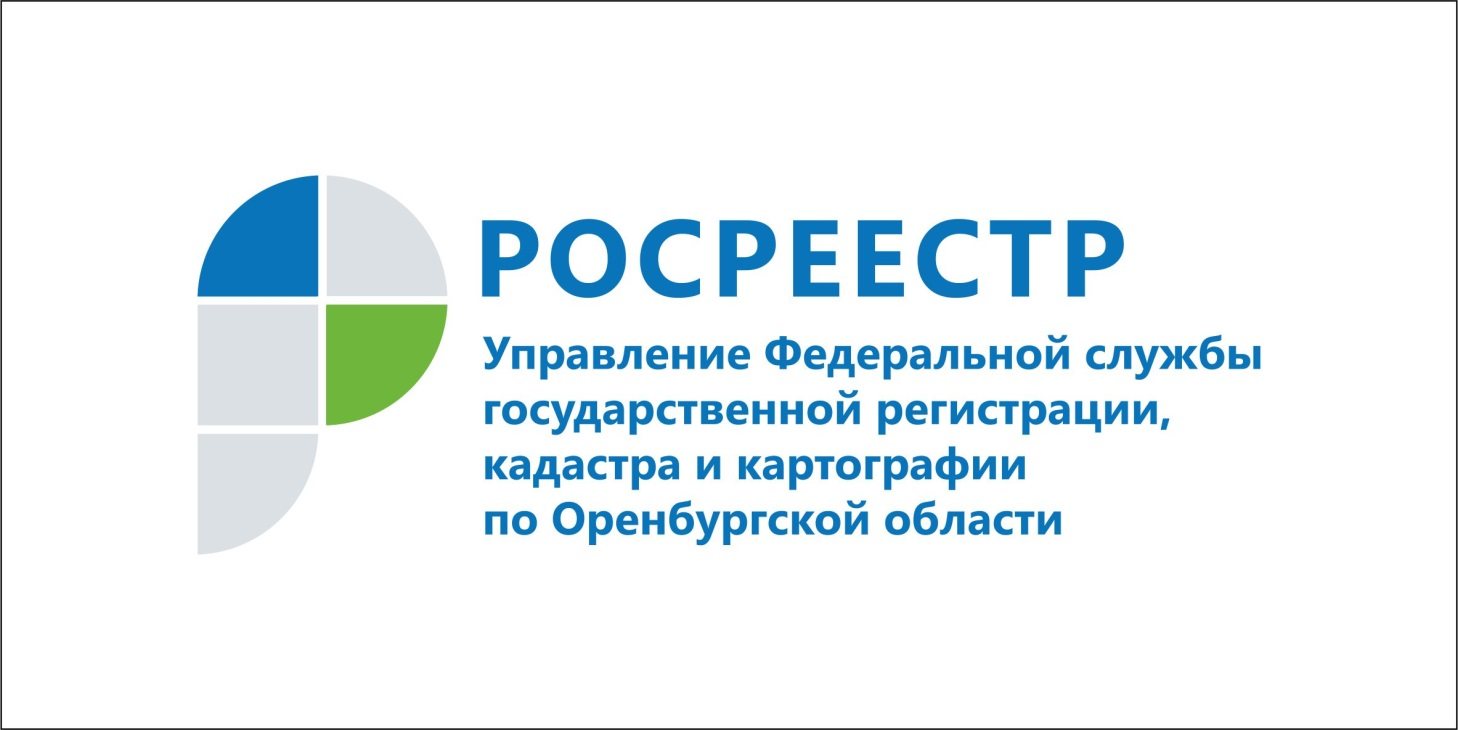 РОСРЕЕСТР
Управление Федеральной службы
государственной регистрации,
кадастра и картографии
по Оренбургской области